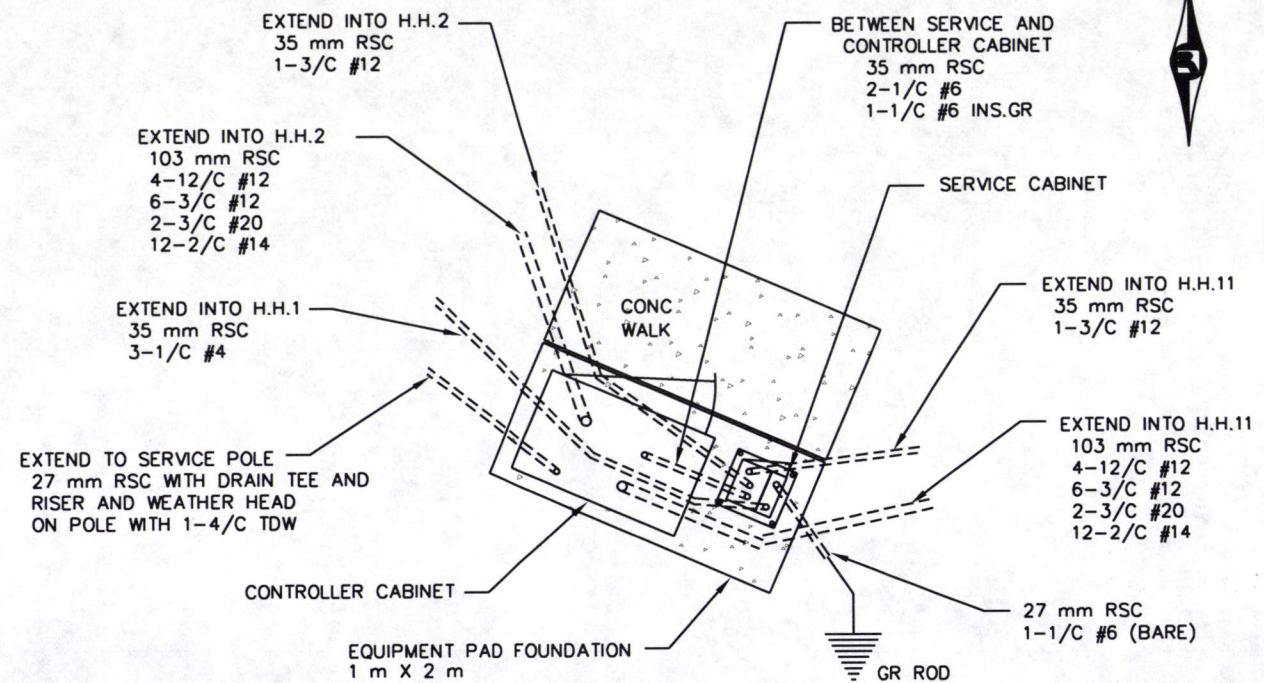 EXTEND INTO H.H.2
35 mm RSC
1-3/C #12
BETWEEN SERVICE AND
CONTROLLER CABINET
35 mm RSC
2-1/C #6
1-1/C #6 INS.GR
EXTEND INTO H.H.2
103 mm RSC
4-12/C #12
6-3/C #12
2-3/C #20
12-2/C #14
SERVICE CABINET
EXTEND INTO H.H.1
35 mm RSC
3-1/C #4
CONC
WALK
EXTEND INTO H.H.11
35 mm RSC
1-3/C #12
EXTEND TO SERVICE POLE
27 mm RSC WITH DRAIN TEE AND
RISER AND WEATHER HEAD
ON POLE WITH 1-4/C TDW
EXTEND INTO H.H.11
103 mm RSC
4-12/C #12
6-3/C #12
2-3/C #20
12-2/C #14
CONTROLLER CABINET
27 mm RSC
1-1/C #6 (BARE)
EQUIPMENT PAD FOUNDATION
1 m X 2 m
GR ROD